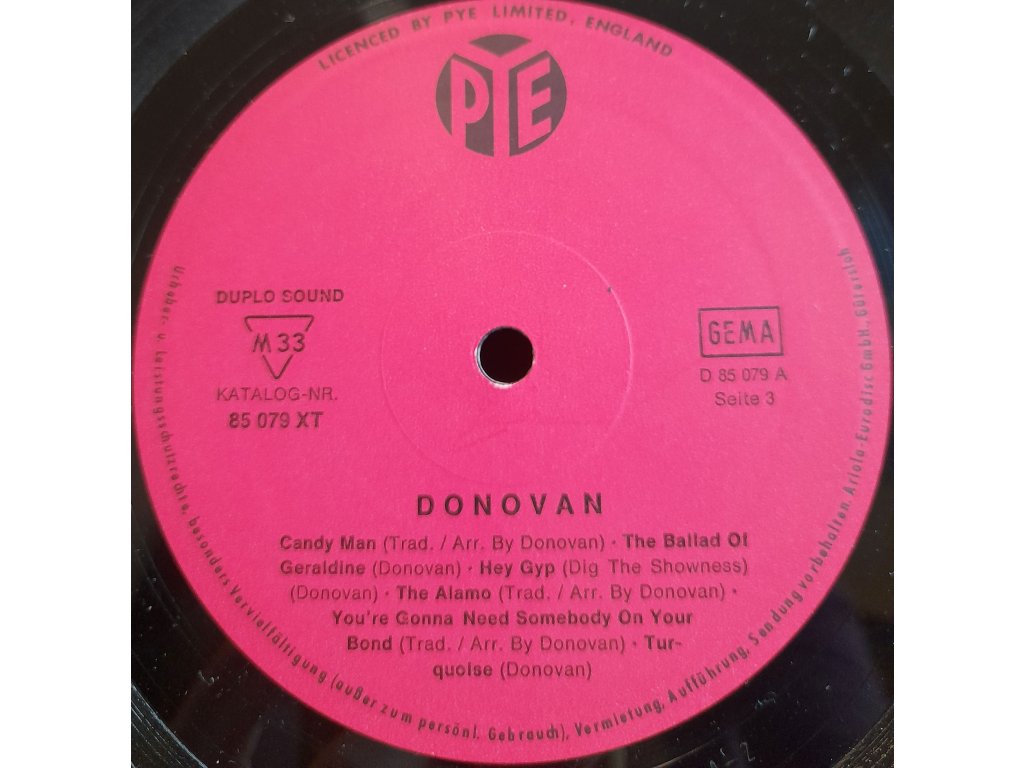 LICENCED BY PYE LIMITED, ENGLAND
PYE
DUPLO SOUND
M 33
KATALOG-NR.
85 079 XT
GEMA
D 85 079 A
Seite 3
DONOVAN
Candy Man (Trad. / Arr. By Donovan) · The Ballad Of
Geraldine (Donovan) · Hey Gyp (Dig The Showness)
(Donovan) · The Alamo (Trad. / Arr. By Donovan) ·
You're Gonna Need Somebody On Your
Bond (Trad. / Arr. By Donovan) · Tur-
quoise (Donovan)
Urheber- u. Leistungsschutzrechte, besonders Vervielfältigung (außer zum persönl. Gebrauch), Vermietung, Aufführung, Sendung vorbehalten. Ariola-Eurodisc GmbH., Gütersloh